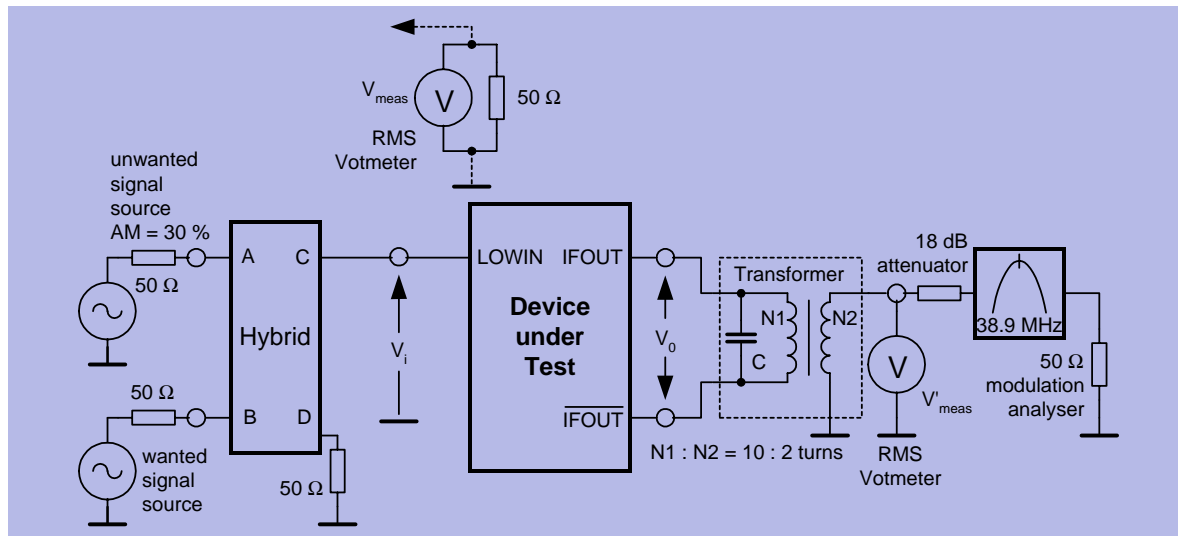 V meas
V
50 Ω
RMS
Votmeter
unwanted
signal
source
AM = 30 %
50 Ω
A
C
Hybrid
B
D
50 Ω
wanted
signal
source
50 Ω
Vi
LOWIN
IFOUT
Device
under
Test
IFOUT
V0
Transformer
N1
N2
C
N1 : N2 = 10 : 2 turns
18 dB
attenuator
38.9 MHz
V
V'meas
RMS
Votmeter
50 Ω
modulation
analyser